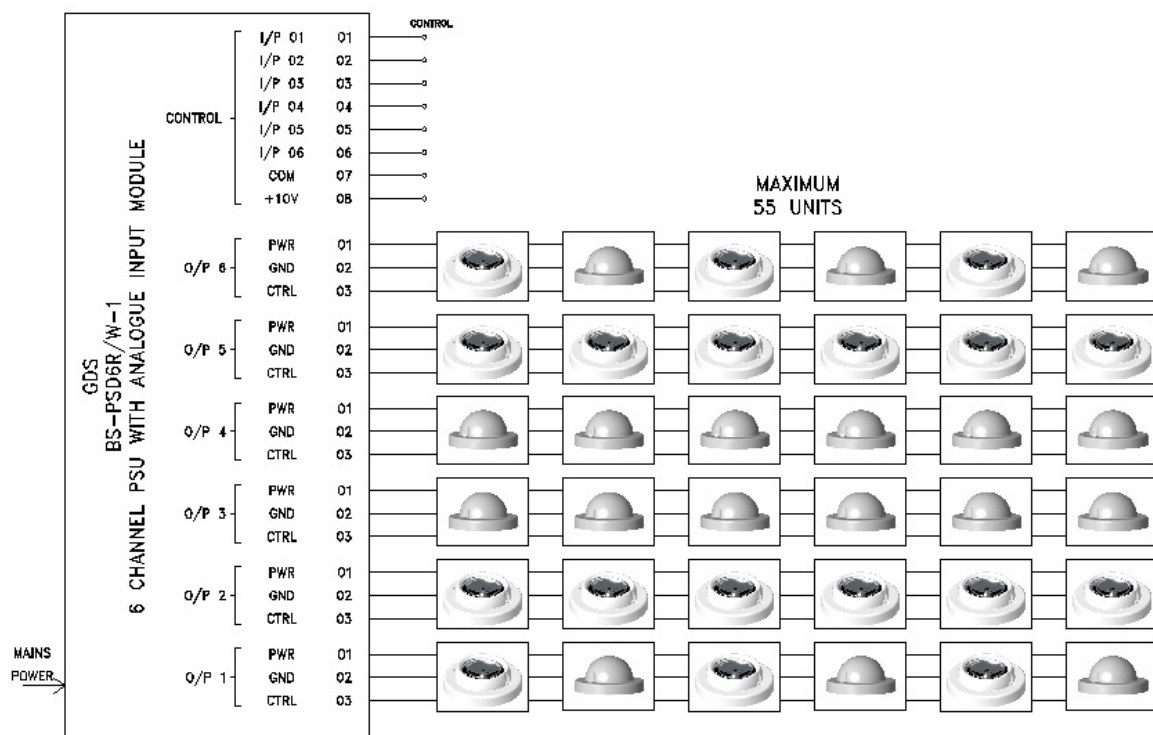 CONTROL
I/P 01 01
I/P 02 02
I/P 03 03
I/P 04 04
I/P 05 05
I/P 06 06
COM 07
+10V 08
CONTROL
MAXIMUM
55 UNITS
GDS
BS-PSD6R/W-1
6 CHANNEL PSU WITH ANALOGUE INPUT MODULE
O/P 6
PWR 01
GND 02
CTRL 03
O/P 5
PWR 01
GND 02
CTRL 03
O/P 4
PWR 01
GND 02
CTRL 03
O/P 3
PWR 01
GND 02
CTRL 03
O/P 2
PWR 01
GND 02
CTRL 03
O/P 1
PWR 01
GND 02
CTRL 03
MAINS
POWER